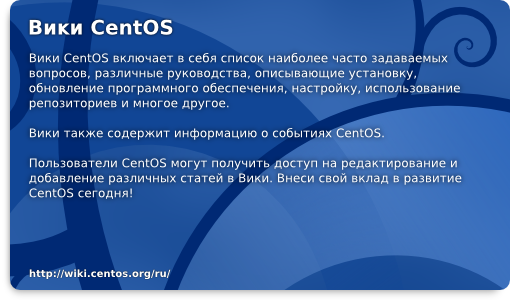 Вики CentOS
Вики CentOS включает в себя список наиболее часто задаваемых
вопросов, различные руководства, описывающие установку,
обновление программного обеспечения, настройку, использование
репозиториев и многое другое.
Вики также содержит информацию о событиях CentOS.
Пользователи CentOS могут получить доступ на редактирование и
добавление различных статей в Вики. Внеси свой вклад в развитие
CentOS сегодня!
http://wiki.centos.org/ru/